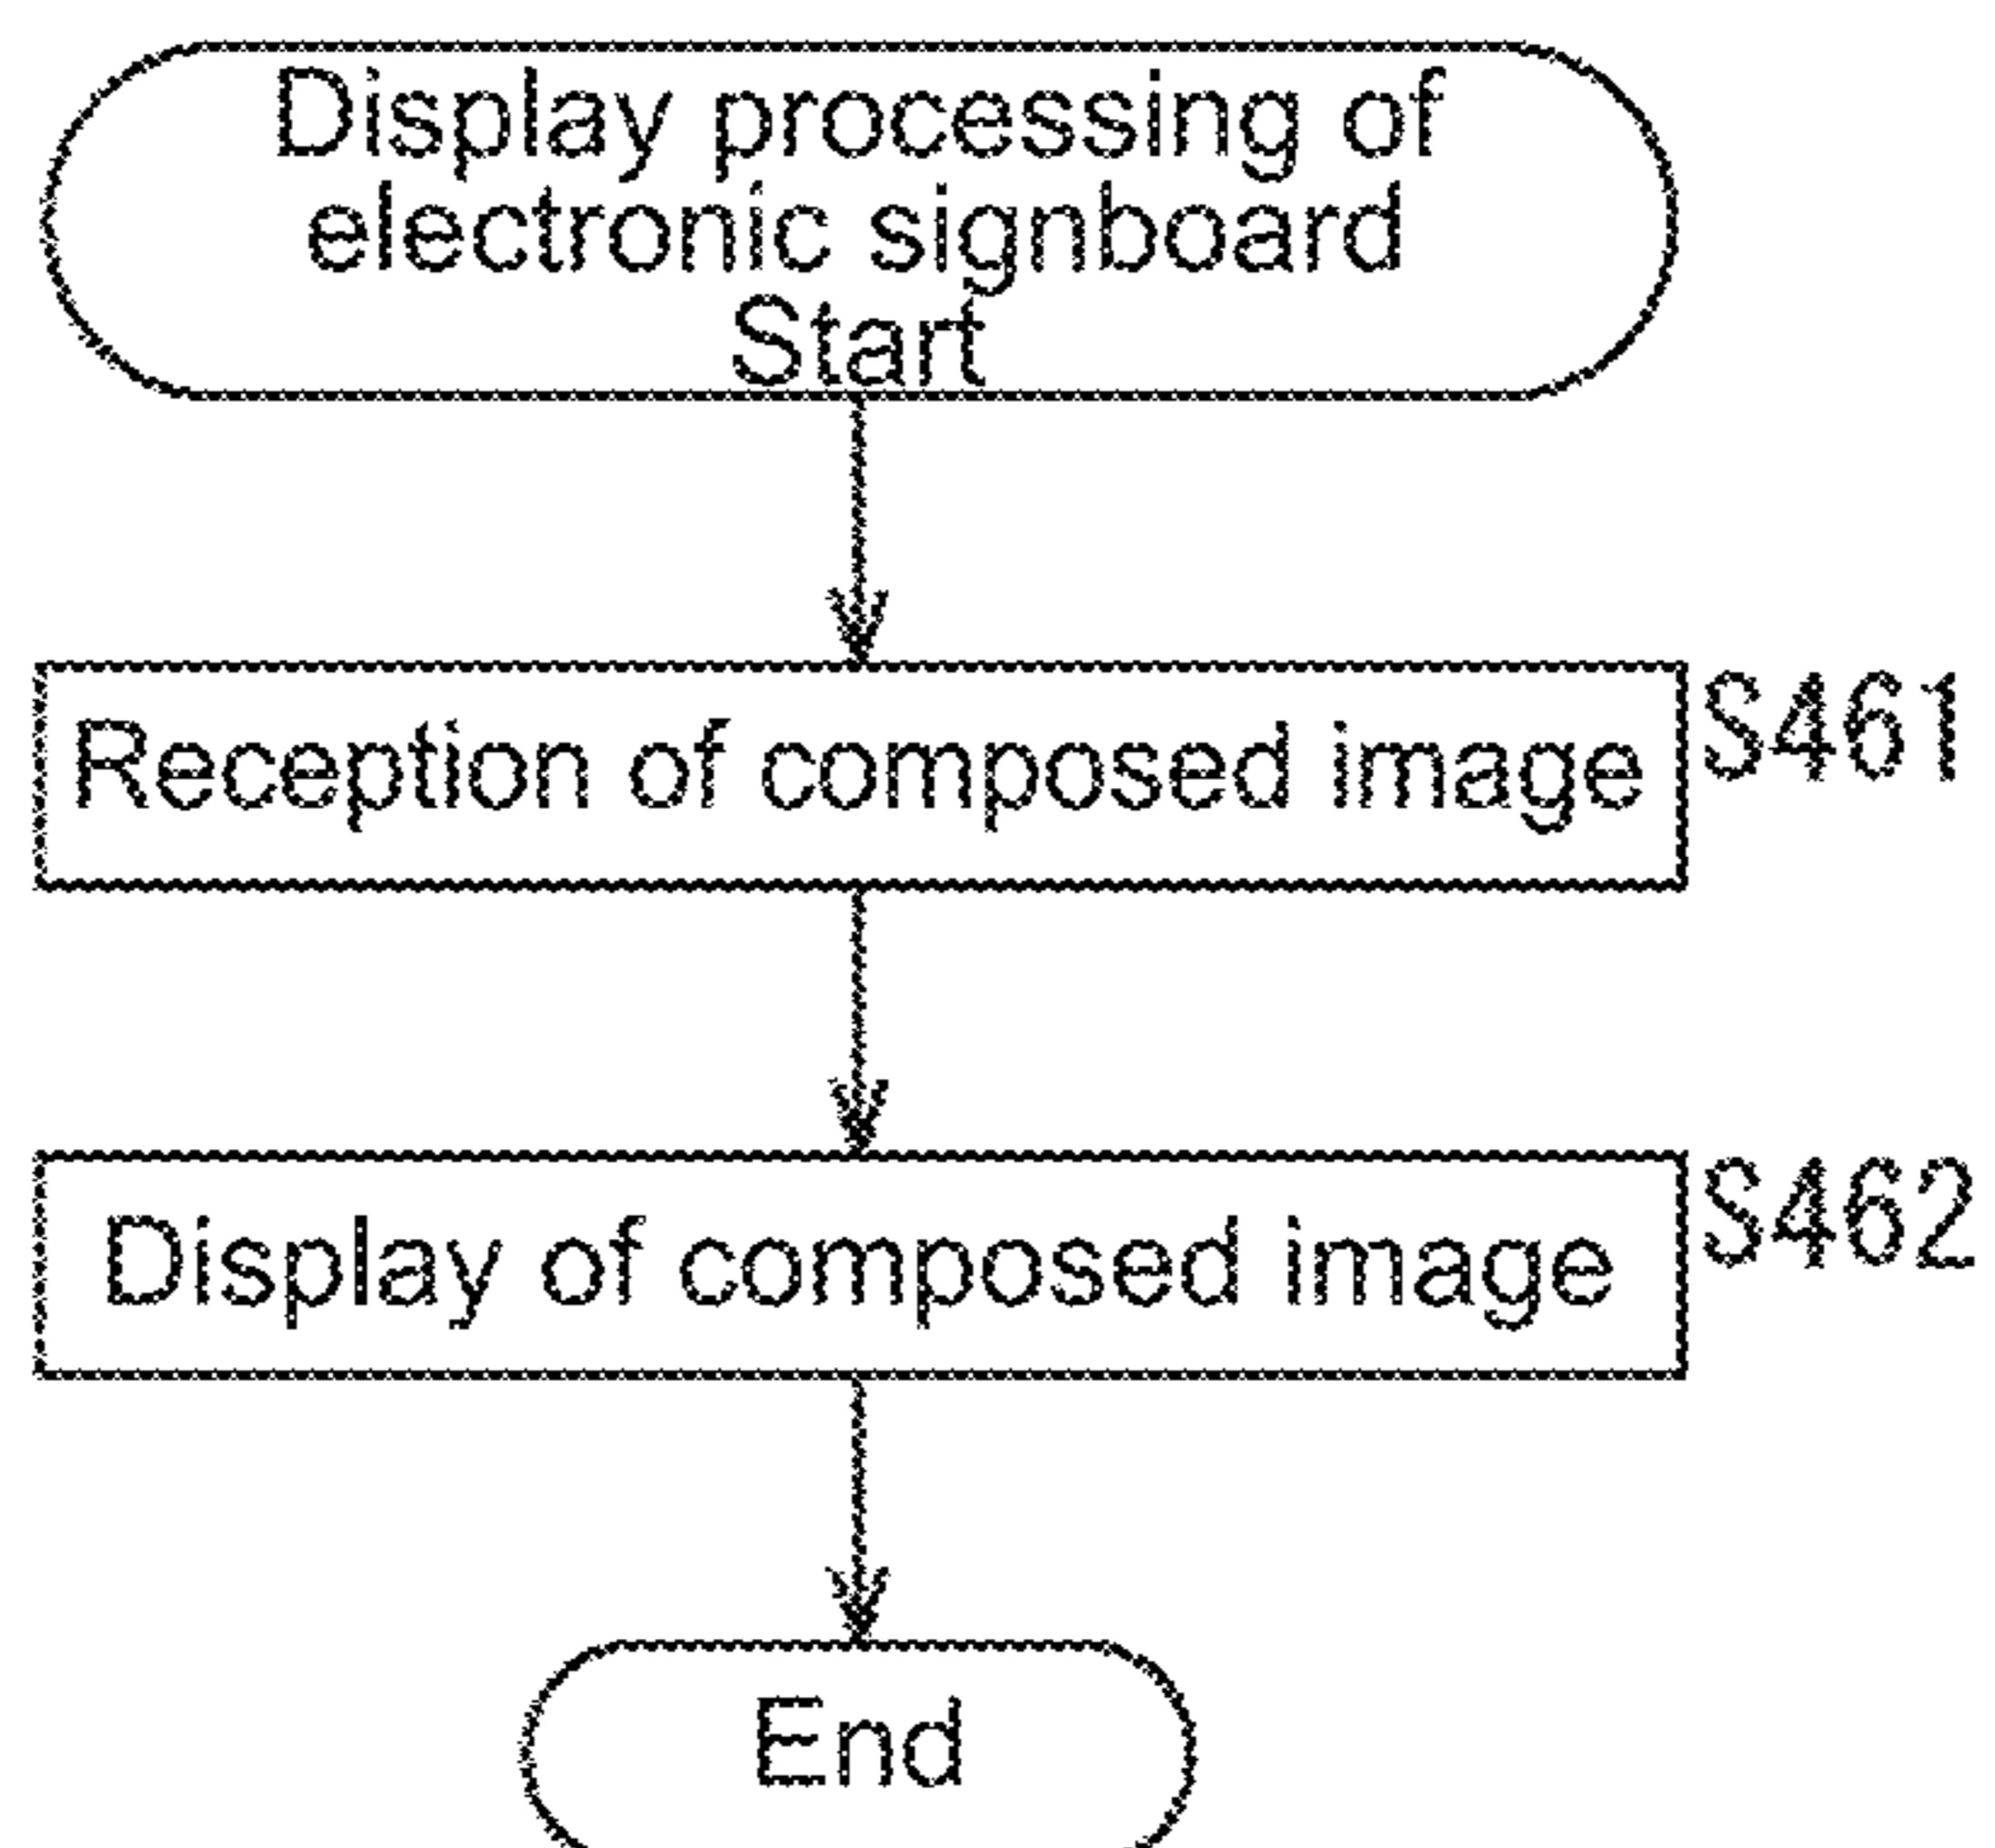 Display processing of
electronic signboard
Start
Reception of composed image
S461
Display of composed image
S462
End